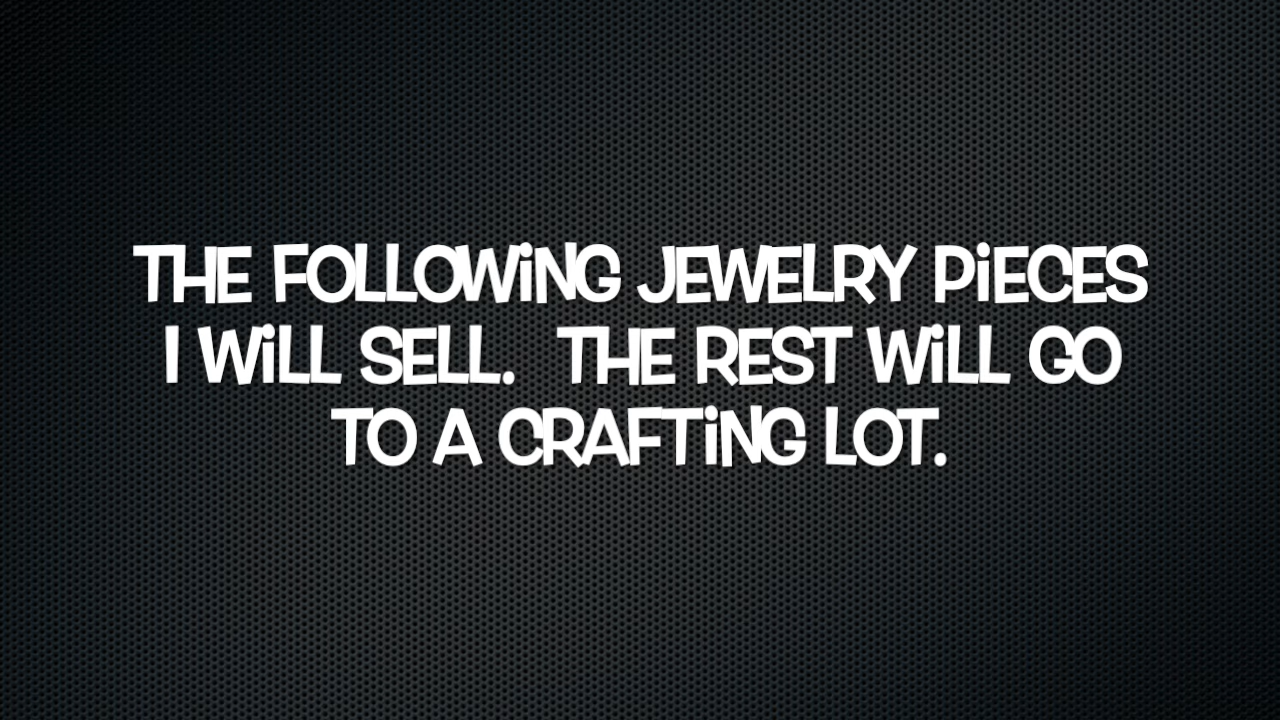 THE FOLLOWiNG JEWELRY PiECES
I WiLL SELL.  THE REST WiLL GO
TO A CRAFTiNG LOT.